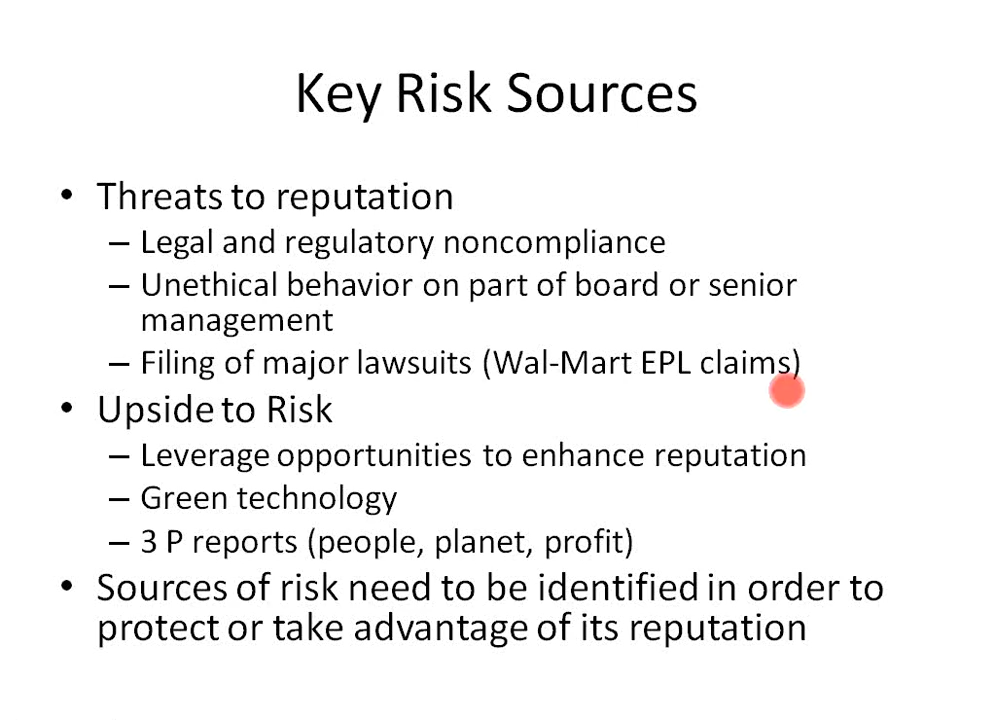 Key Risk Sources
• Threats to reputation
– Legal and regulatory noncompliance
– Unethical behavior on part of board or senior
management
– Filing of major lawsuits (Wal-Mart EPL claims)
• Upside to Risk
– Leverage opportunities to enhance reputation
– Green technology
– 3 P reports (people, planet, profit)
• Sources of risk need to be identified in order to
protect or take advantage of its reputation